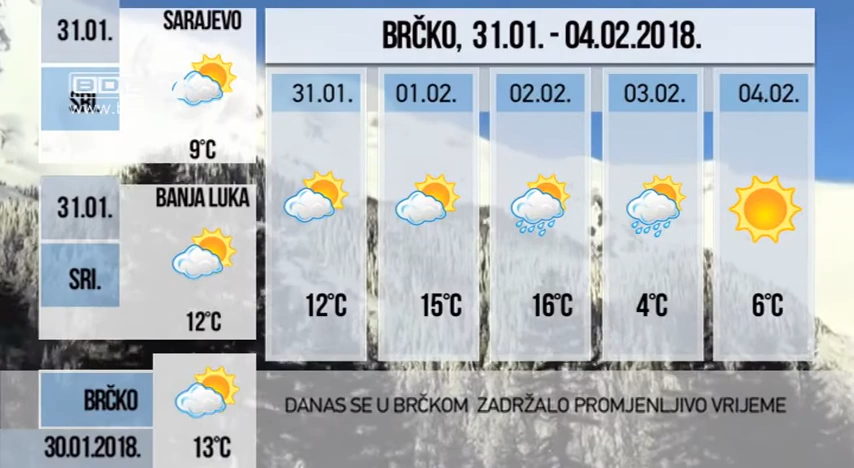 31.01.
SARAJEVO
SRI.
9°C
31.01.
BANJA LUKA
SRI.
12°C
BRČKO
30.01.2018.
13°C
BRČKO, 31.01. - 04.02.2018.
31.01. 01.02. 02.02. 03.02. 04.02.
12°C 15°C 16°C 4°C 6°C
DANAS SE U BRČKOM ZADRŽALO PROMJENLJIVO VRIJEME